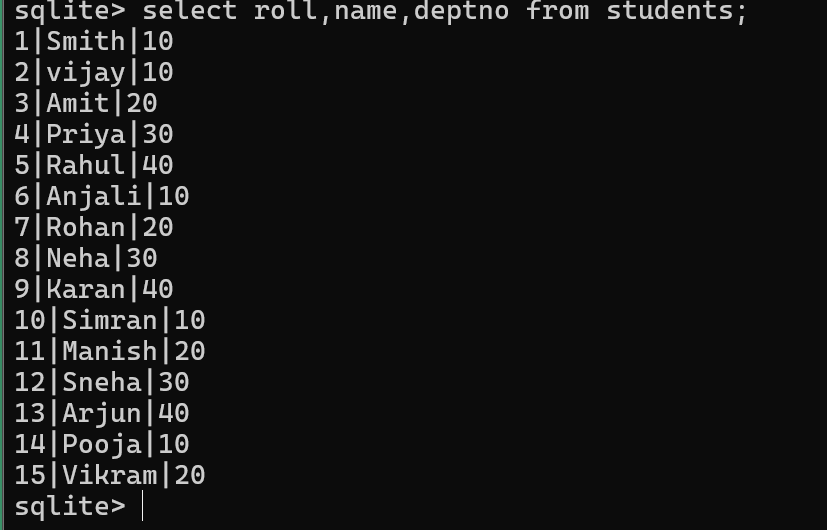 sqlite> select roll,name,deptno from students;
1|Smith|10
2|vijay|10
3|Amit|20
4|Priya|30
5|Rahul|40
6|Anjali|10
7|Rohan|20
8|Neha|30
9|Karan|40
10|Simran|10
11|Manish|20
12|Sneha|30
13|Arjun|40
14|Pooja|10
15|Vikram|20
sqlite>